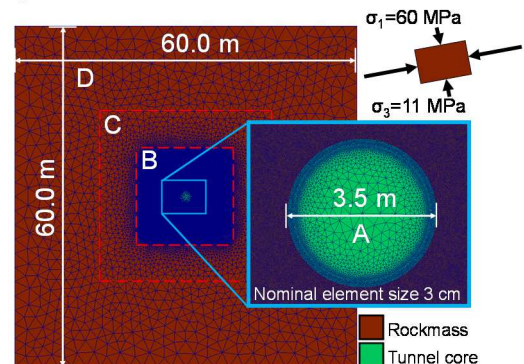 σ1=60 MPa
60.0 m
D
C
σ3=11 MPa
B
60.0 m
3.5 m
A
Nominal element size 3 cm
Rockmass
Tunnel core